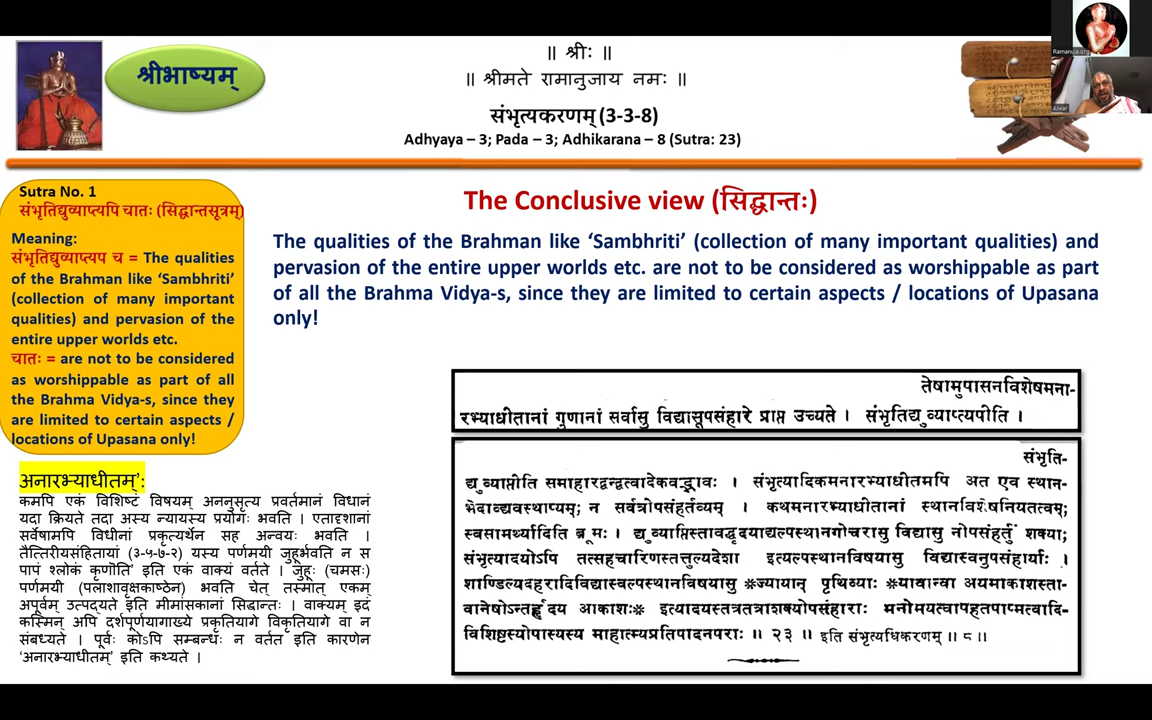 Ramanuja.org
Alwar
श्रीभाष्यम्
॥ श्रीः ॥
॥ श्रीमते रामानुजाय नमः ॥
संभृत्यकरणम् (3-3-8)
Adhyaya – 3; Pada – 3; Adhikarana – 8 (Sutra: 23)
Sutra No. 1
संभृतिद्युव्याप्त्यपि चातः (सिद्धान्तसूत्रम्)
Meaning:
संभृतिद्युव्याप्त्यप च = The qualities
of the Brahman like ‘Sambhriti’
(collection of many important
qualities) and pervasion of the
entire upper worlds etc.
चातः = are not to be considered
as worshippable as part of all
the Brahma Vidya-s, since they
are limited to certain aspects /
locations of Upasana only!
The Conclusive view (सिद्धान्तः)
The qualities of the Brahman like ‘Sambhriti’ (collection of many important qualities) and
pervasion of the entire upper worlds etc. are not to be considered as worshippable as part
of all the Brahma Vidya-s, since they are limited to certain aspects / locations of Upasana
only!
तेषामुपासनविशेषमना-
रभ्याधीतानां गुणानां सर्वासु विद्यासूपसंहारे प्राप्त उच्यते । संभृतिद्यु व्याप्त्यपीति ।
संभृति-
द्यु व्याप्तीति समाहारद्वन्द्वत्वादेकवद्भावः । संभृत्यादिकमनारभ्याधीतमपि अत एव स्थान-
भेदाद्व्यवस्थाप्यम्; न सर्वत्रोपसंहर्तव्यम् । कथमनारभ्याधीतानां स्थानविशेषनियतत्वम्;
स्वसामर्थ्यादिति ब्रूमः । द्यु व्याप्तिस्तावद्धृदयाद्यल्पस्थानगोचरासु विद्यासु नोपसंहर्तुं शक्या;
संभृत्यादयोऽपि तत्सहचारिणस्तत्तुल्यदेशा इत्यल्पस्थानविषयासु विद्यास्वनुपसंहार्याः ।
शाण्डिल्यदहरादिविद्यास्वल्पस्थानविषयासु ※ज्यायान् पृथिव्याः ※यावान्वा अयमाकाशस्ता-
वानेषोऽन्तर्हृदय आकाशः※ इत्यादयस्तत्रतत्राशक्योपसंहाराः मनोमयत्वापहतपाप्मत्वादि-
विशिष्टस्योपास्यस्य माहात्म्यप्रतिपादनपराः ॥ २३ ॥ इति संभृत्यधिकरणम् ॥ ८ ॥
अनारभ्याधीतम्’:
कमपि एकं विशिष्टं विषयम् अननुसृत्य प्रवर्तमानं विधानं
यदा क्रियते तदा अस्य न्यायस्य प्रयोगः भवति । एतादृशानां
सर्वेषामपि विधीनां प्रकृत्यर्थेन सह अन्वयः भवति ।
तैत्तिरीयसंहितायां (३-५-७-२) यस्य पर्णमयी जुहूर्भवति न स
पापं श्लोकं कृणोति' इति एकं वाक्यं वर्तते । जुहूः (चमसः)
पर्णमयी (पलाशवृक्षकाष्ठेन) भवति चेत् तस्मात् एकम्
अपूर्वम् उत्पद्यते इति मीमांसकानां सिद्धान्तः । वाक्यम् इदं
कस्मिन् अपि दर्शपूर्णयागाख्ये प्रकृतियागे विकृतियागे वा न
संबध्यते । पूर्वः कोऽपि सम्बन्धः न वर्तत इति कारणेन
'अनारभ्याधीतम्' इति कथ्यते ।